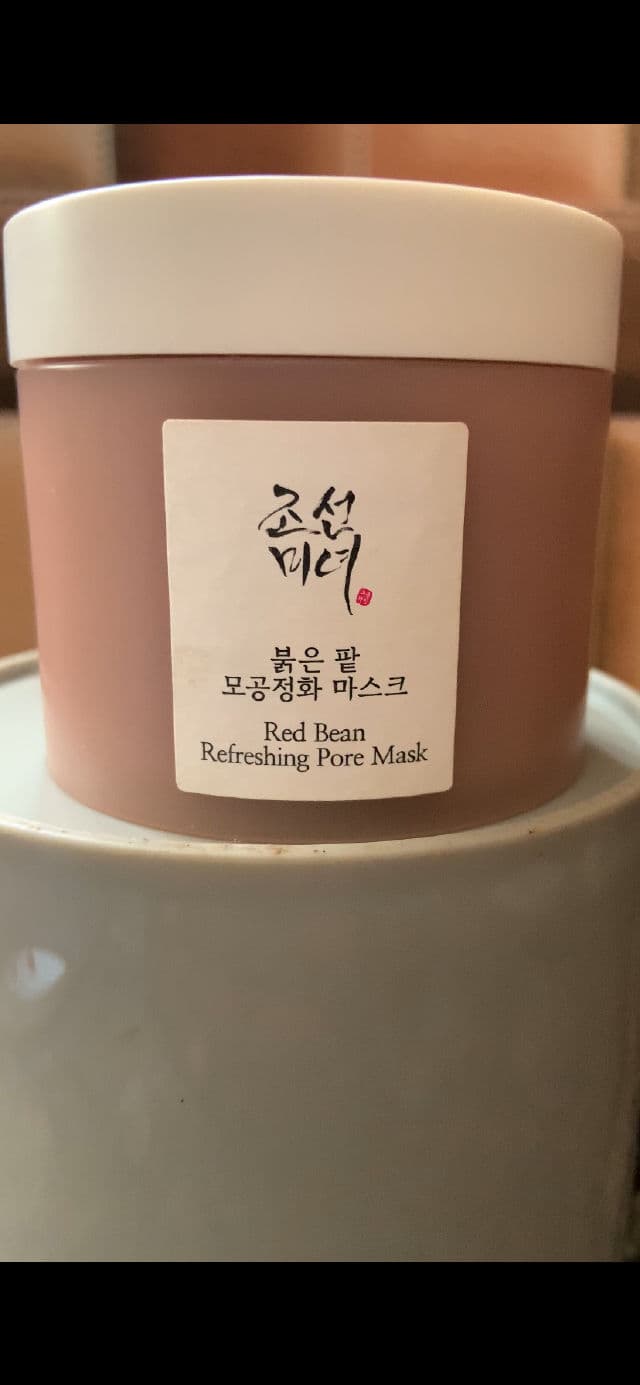 조선
미녀
붉은 팥
모공정화 마스크
Red Bean
Refreshing Pore Mask